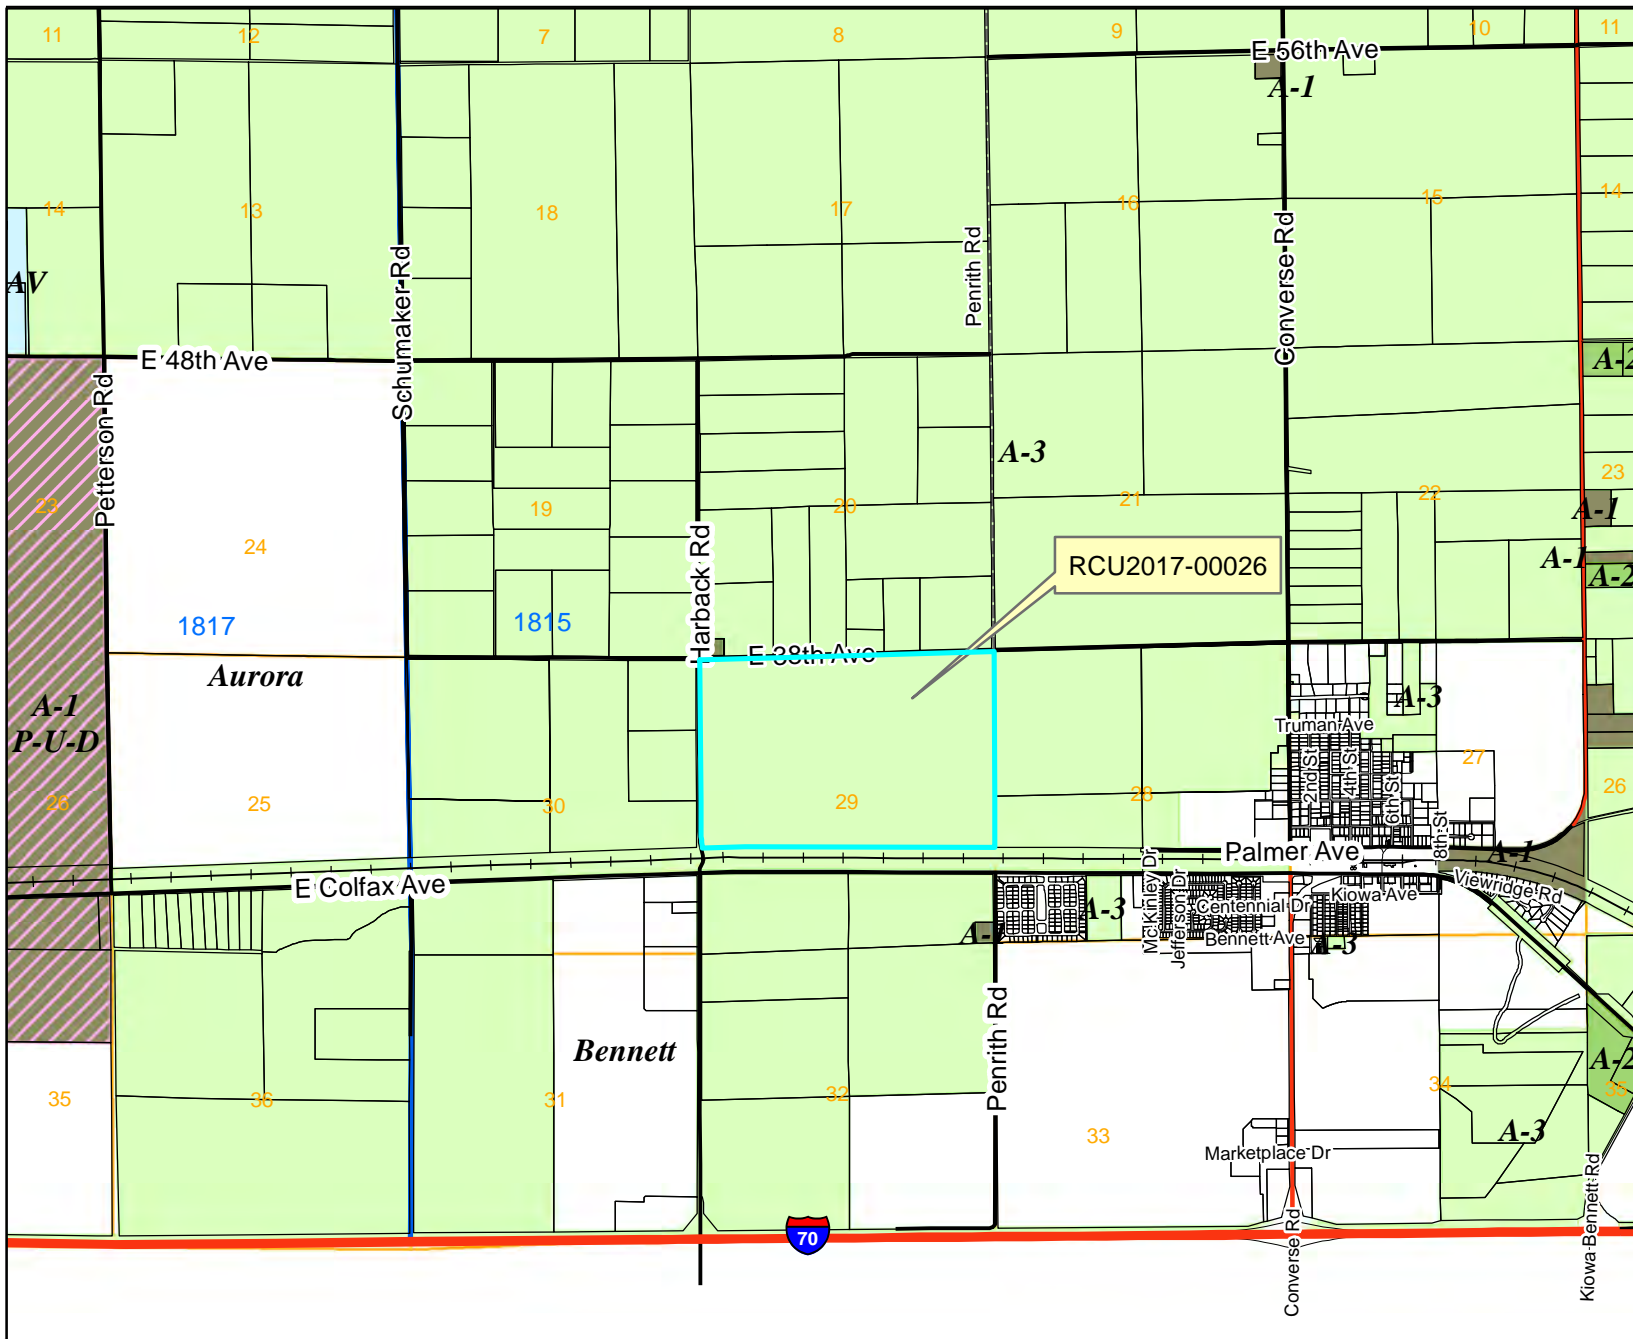 11
12
7
8
9
10
11
E 56th Ave
A-1
14
13
18
17
16
15
14
Penrith Rd
Converse Rd
Schumaker Rd
AV
E 48th Ave
A-2
Petterson Rd
A-3
23
24
19
20
21
22
23
A-1
Harback Rd
RCU2017-00026
A-1
A-2
1817
1815
E 38th Ave
Aurora
A-1
P-U-D
A-3
Truman Ave
2nd St
4th St
6th St
8th St
27
26
25
30
29
28
26
Palmer Ave
A-1
E Colfax Ave
McKinley Dr
Jefferson Dr
Viewridge Rd
Kiowa Ave
Centennial Dr
A-3
Bennett Ave
A-3
Penrith Rd
Bennett
A-2
35
36
31
32
33
34
35
A-3
Marketplace Dr
Converse Rd
Kiowa-Bennett Rd
70